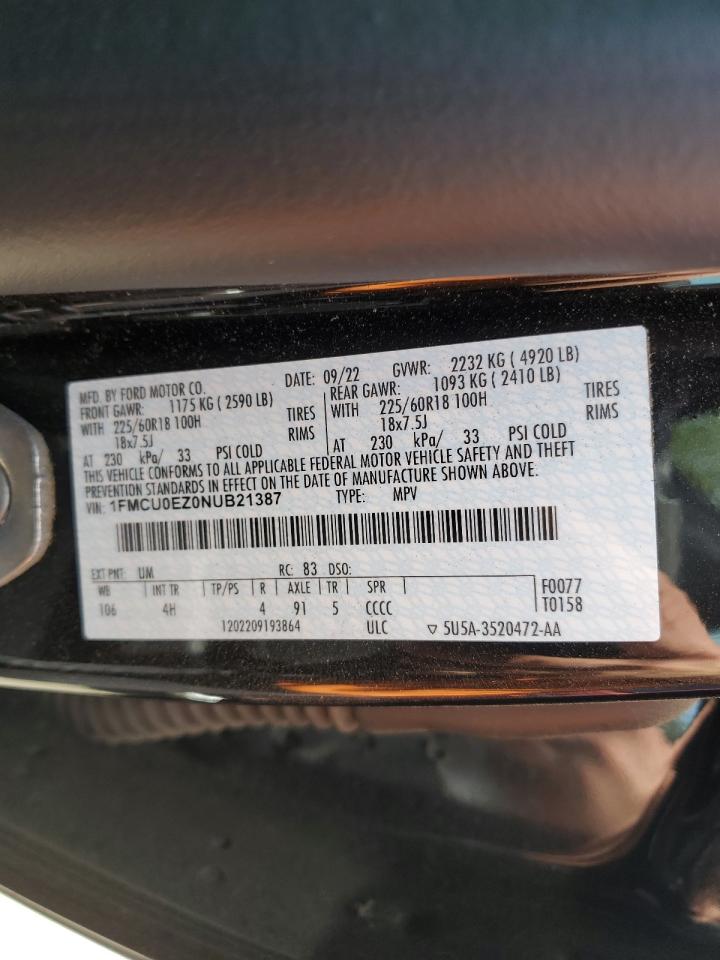 MFD. BY FORD MOTOR CO. DATE: 09/22 GVWR: 2232 KG ( 4920 LB)
FRONT GAWR: 1175 KG ( 2590 LB) REAR GAWR: 1093 KG ( 2410 LB)
WITH 225/60R18 100H TIRES WITH 225/60R18 100H TIRES
18x7.5J RIMS 18x7.5J RIMS
AT 230 kPa/ 33 PSI COLD AT 230 kPa/ 33 PSI COLD
THIS VEHICLE CONFORMS TO ALL APPLICABLE FEDERAL MOTOR VEHICLE SAFETY AND THEFT
PREVENTION STANDARDS IN EFFECT ON THE DATE OF MANUFACTURE SHOWN ABOVE.
VIN: 1FMCU0EZ0NUB21387 TYPE: MPV
EXT PNT: UM RC: 83 DSO:
WB INT TR TP/PS R AXLE TR SPR F0077
106 4H 4 91 5 CCCC T0158
1202209193864 ULC ▽ 5U5A-3520472-AA